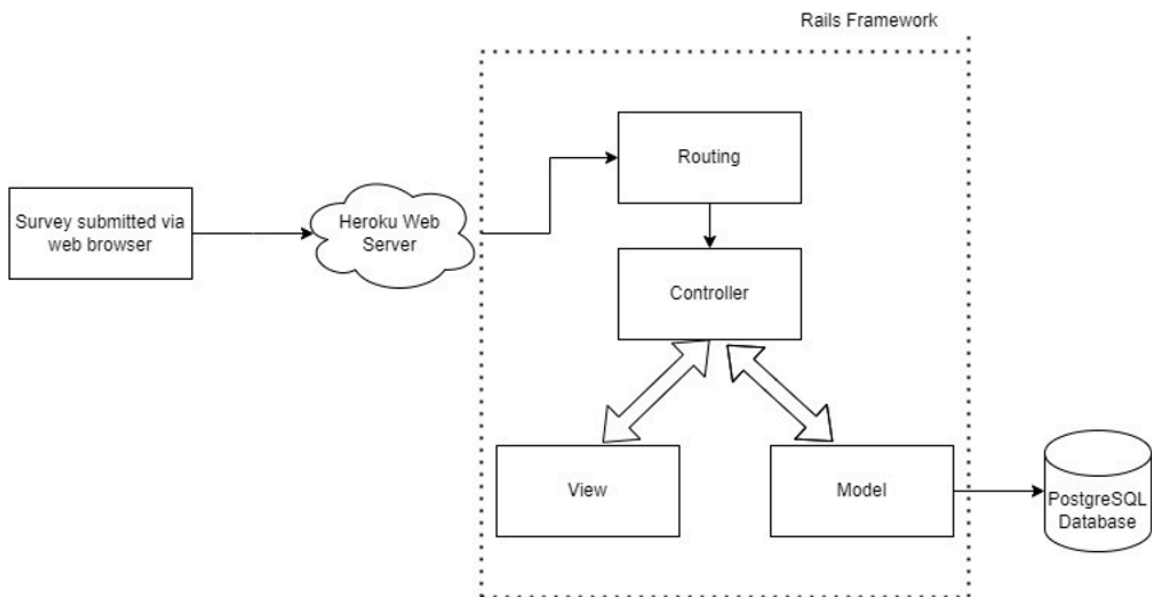 Rails Framework
Routing
Survey submitted via
web browser
Heroku Web
Server
Controller
View
Model
PostgreSQL
Database